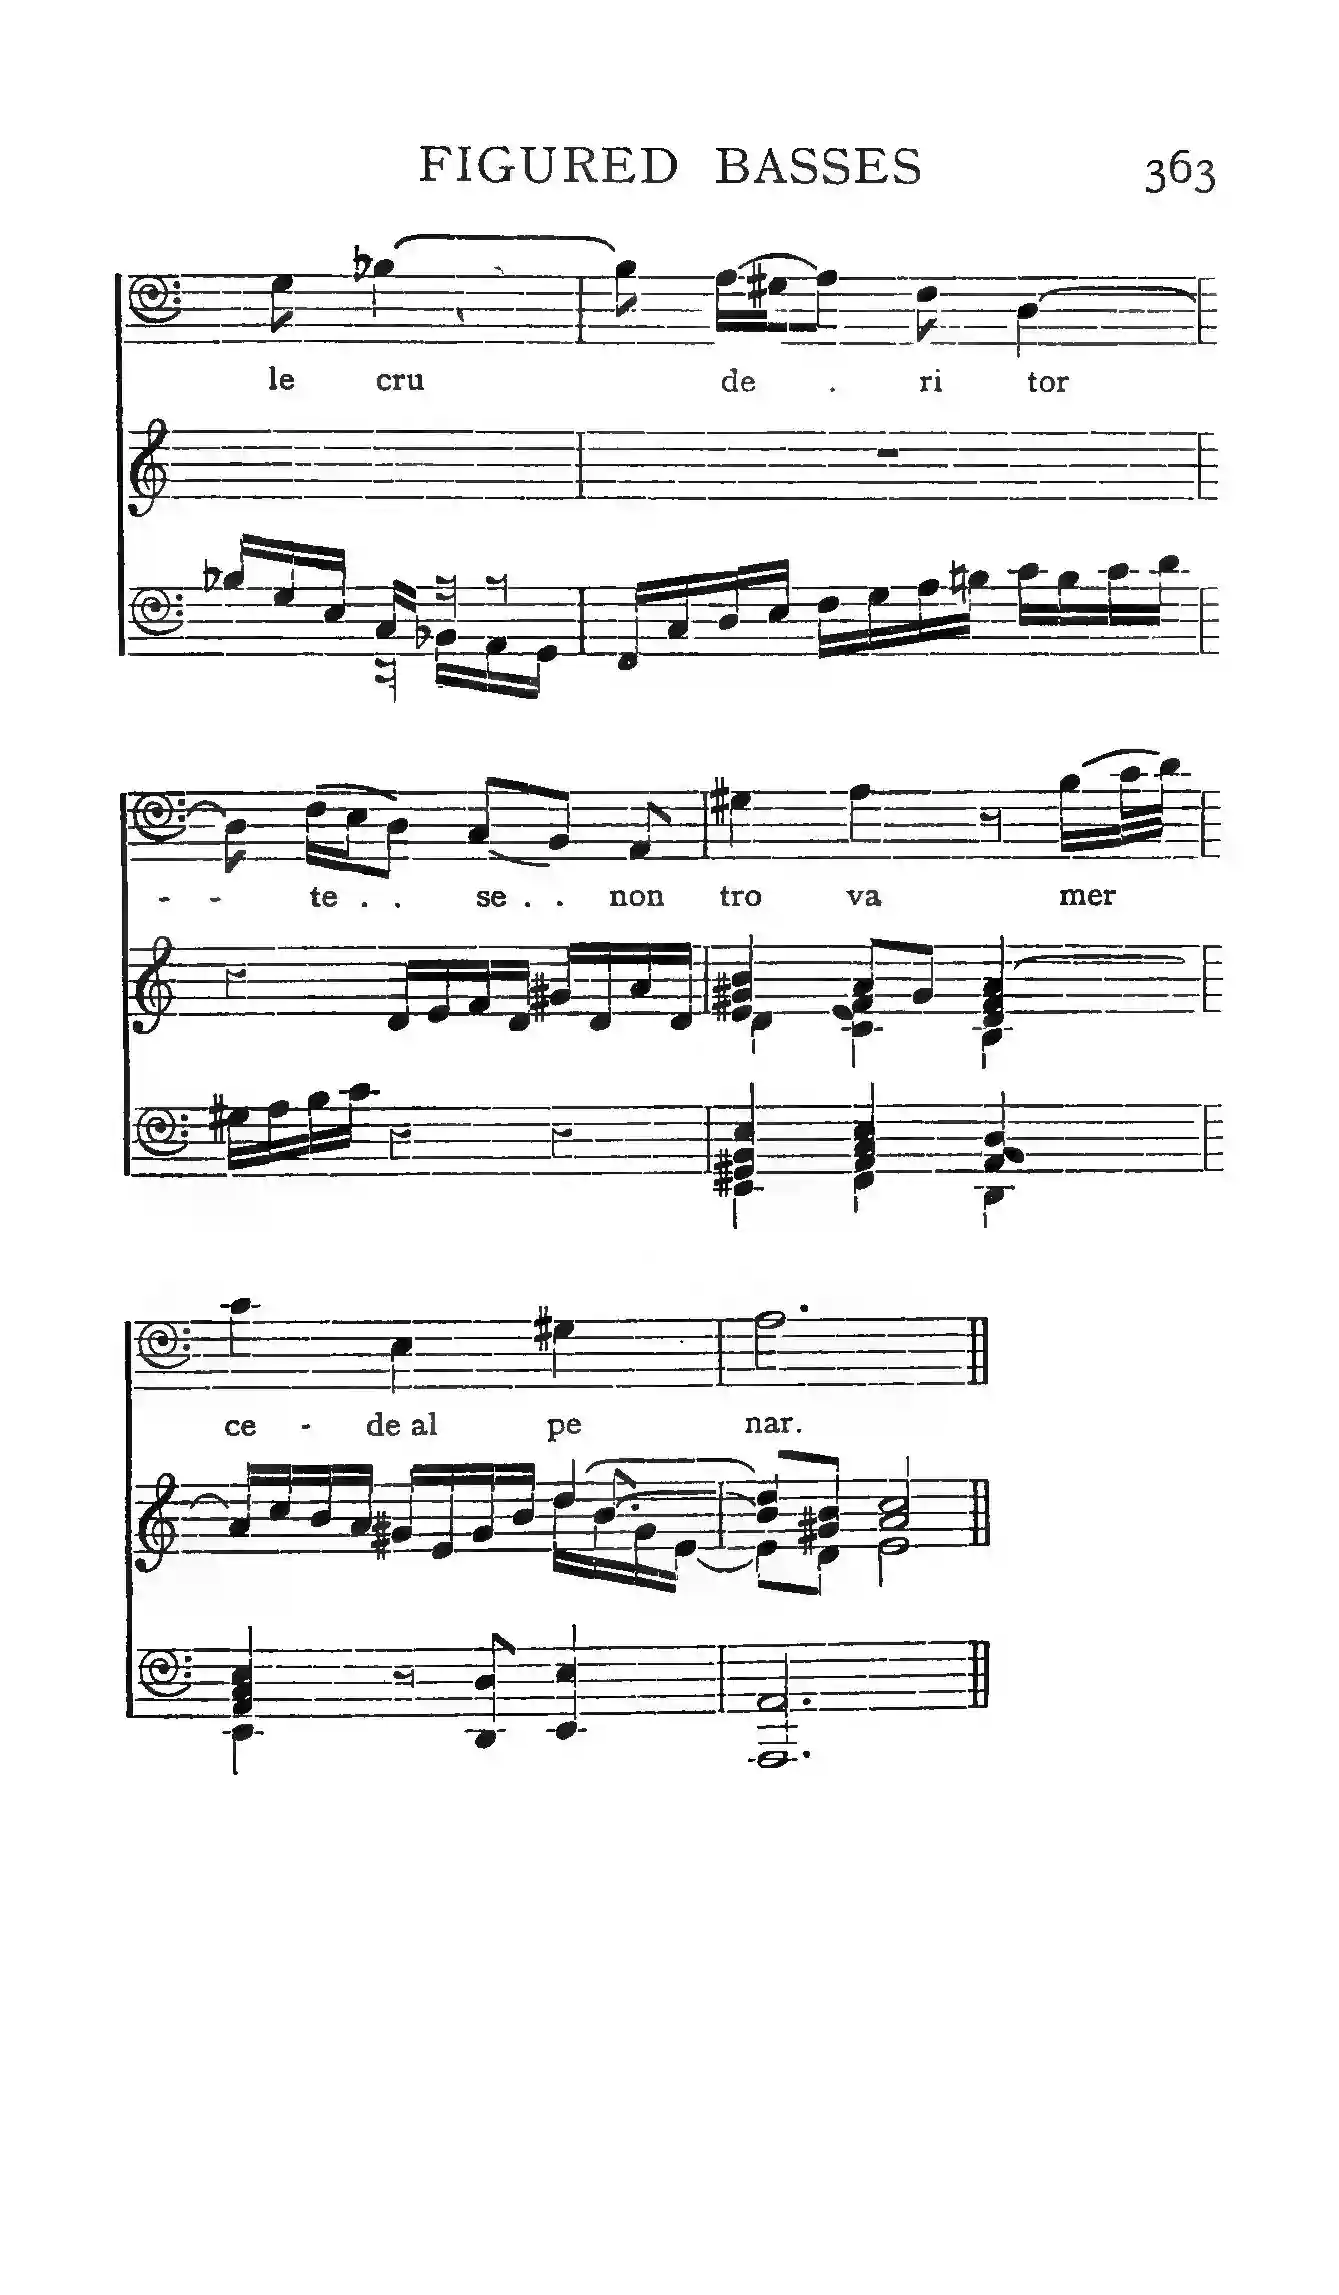 FIGURED BASSES 363
le cru de . ri tor
- - te . . se . . non tro va mer
ce - de al pe nar.